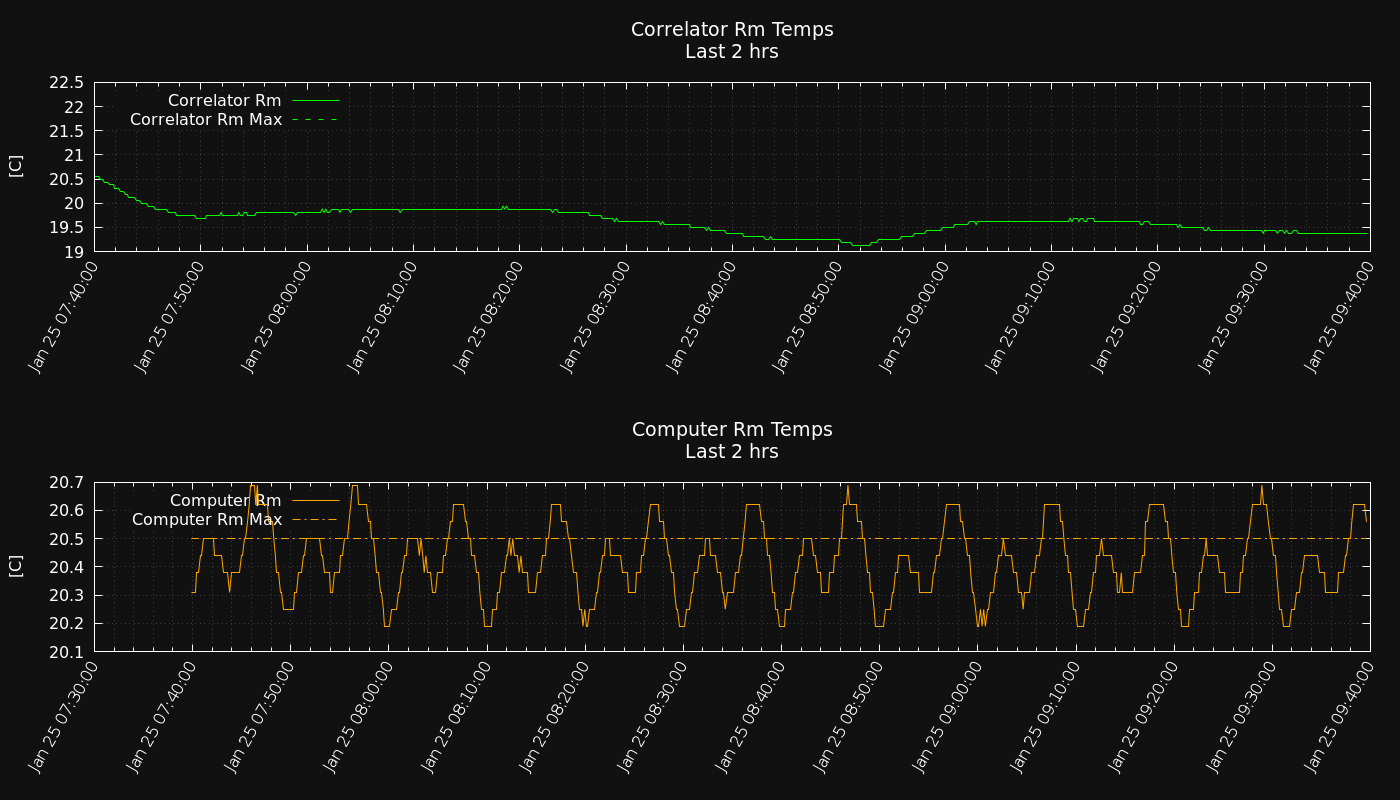 Correlator Rm Temps
Last 2 hrs
22.5
22
21.5
21
20.5
20
19.5
19
[C]
Correlator Rm
Correlator Rm Max
Jan 25 07:40:00
Jan 25 07:50:00
Jan 25 08:00:00
Jan 25 08:10:00
Jan 25 08:20:00
Jan 25 08:30:00
Jan 25 08:40:00
Jan 25 08:50:00
Jan 25 09:00:00
Jan 25 09:10:00
Jan 25 09:20:00
Jan 25 09:30:00
Jan 25 09:40:00
Computer Rm Temps
Last 2 hrs
20.7
20.6
20.5
20.4
20.3
20.2
20.1
[C]
Computer Rm
Computer Rm Max
Jan 25 07:30:00
Jan 25 07:40:00
Jan 25 07:50:00
Jan 25 08:00:00
Jan 25 08:10:00
Jan 25 08:20:00
Jan 25 08:30:00
Jan 25 08:40:00
Jan 25 08:50:00
Jan 25 09:00:00
Jan 25 09:10:00
Jan 25 09:20:00
Jan 25 09:30:00
Jan 25 09:40:00